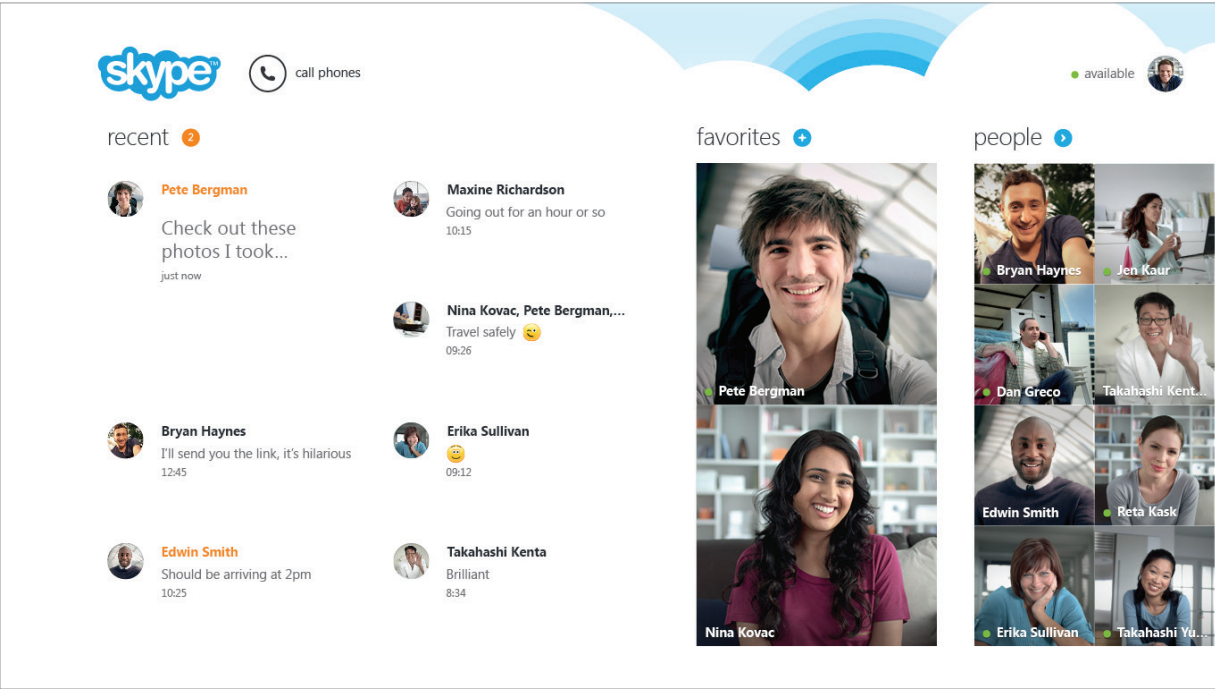 skype™
call phones
available
recent 2
Pete Bergman
Check out these
photos I took...
just now
Bryan Haynes
I'll send you the link, it's hilarious
12:45
Edwin Smith
Should be arriving at 2pm
10:25
Maxine Richardson
Going out for an hour or so
10:15
Nina Kovac, Pete Bergman,...
Travel safely
09:26
Erika Sullivan
09:12
Takahashi Kenta
Brilliant
8:34
favorites
Pete Bergman
Nina Kovac
people
Bryan Haynes
Jen Kaur
Dan Greco
Takahashi Kent...
Edwin Smith
Reta Kask
Erika Sullivan
Takahashi Yu...